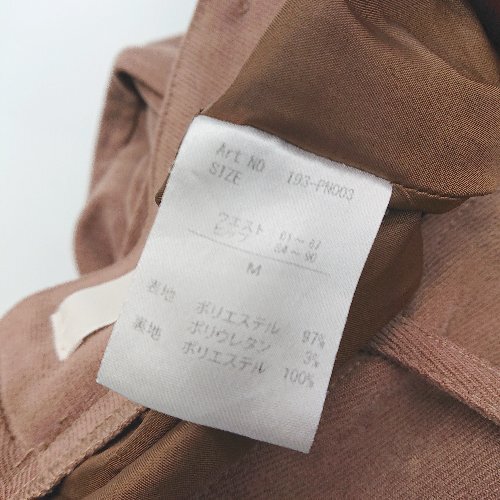 Art NO 193-PN003
SIZE
ウエスト 61～67
ヒップ 84～90
M
表地 ポリエステル 97%
ポリウレタン 3%
裏地 ポリエステル 100%